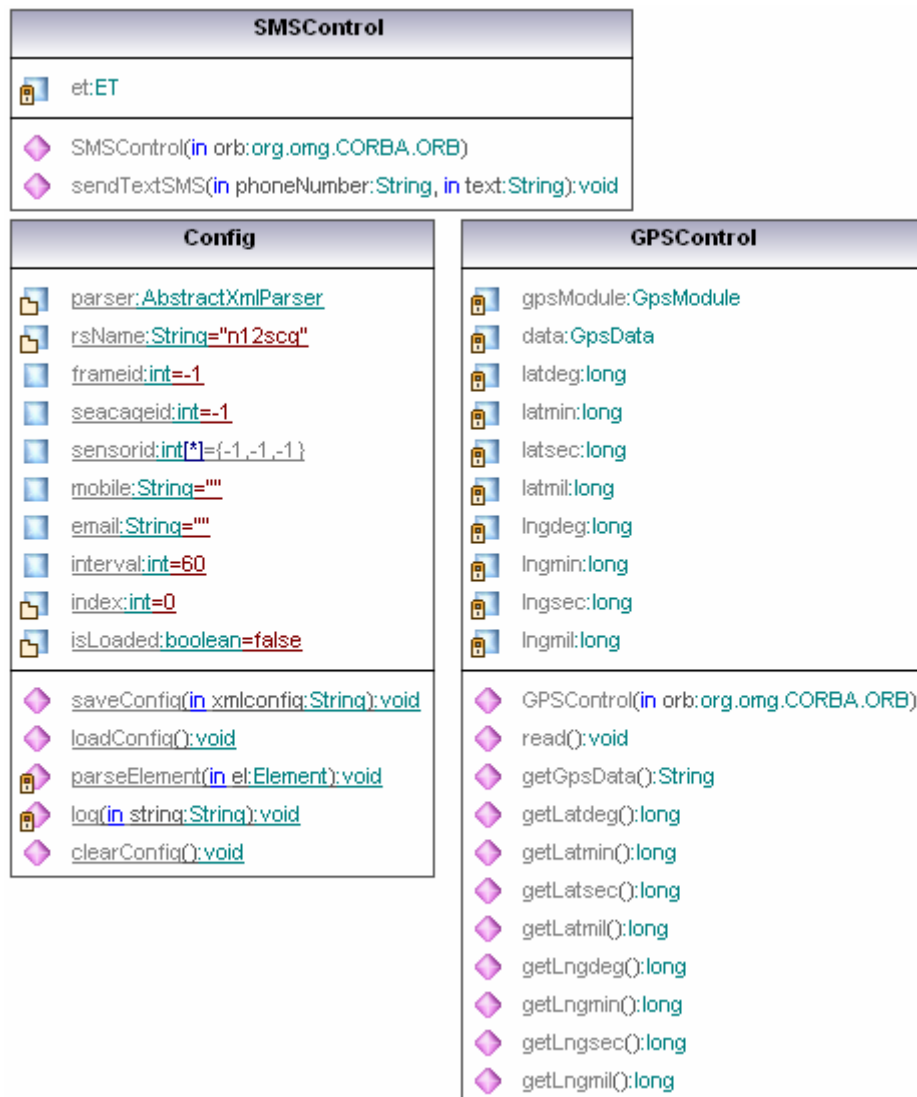 SMSControl
et:ET
SMSControl(in orb:org.omg.CORBA.ORB)
sendTextSMS(in phoneNumber:String, in text:String):void
Config
parser:AbstractXmlParser
rsName:String="n12scq"
frameid:int=-1
seacageid:int=-1
sensorid:int[*]={-1,-1,-1}
mobile:String=""
email:String=""
interval:int=60
index:int=0
isLoaded:boolean=false
saveConfig(in xmlconfig:String):void
loadConfig():void
parseElement(in el:Element):void
log(in string:String):void
clearConfig():void
GPSControl
gpsModule:GpsModule
data:GpsData
latdeg:long
latmin:long
latsec:long
latmil:long
lngdeg:long
lngmin:long
lngsec:long
lngmil:long
GPSControl(in orb:org.omg.CORBA.ORB)
read():void
getGpsData():String
getLatdeg():long
getLatmin():long
getLatsec():long
getLatmil():long
getLngdeg():long
getLngmin():long
getLngsec():long
getLngmil():long